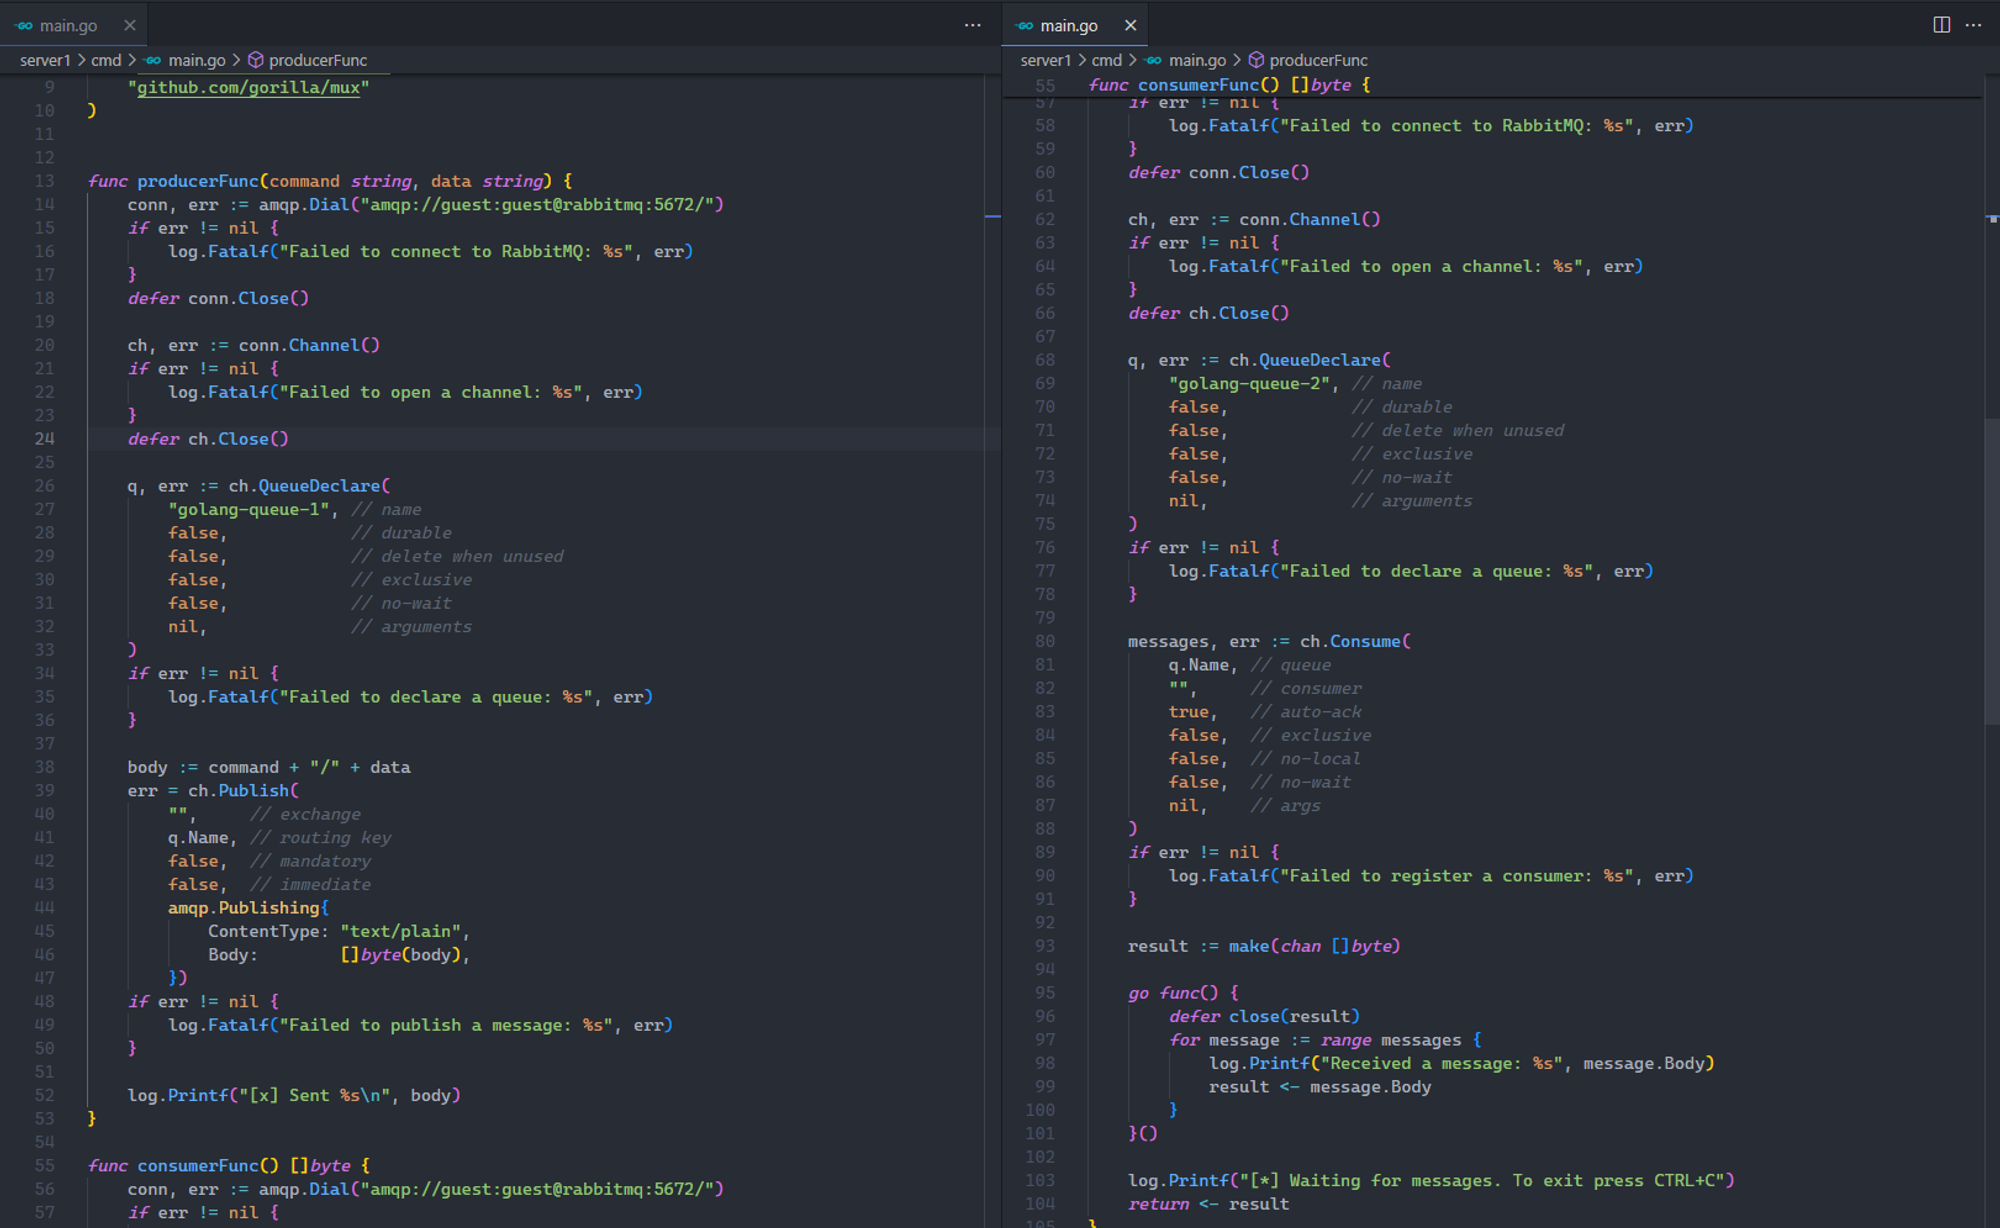 main.go
server1 > cmd > main.go > producerFunc
9 "github.com/gorilla/mux"
10 )
11
12
13 func producerFunc(command string, data string) {
14 conn, err := amqp.Dial("amqp://guest:guest@rabbitmq:5672/")
15 if err != nil {
16 log.Fatalf("Failed to connect to RabbitMQ: %s", err)
17 }
18 defer conn.Close()
19
20 ch, err := conn.Channel()
21 if err != nil {
22 log.Fatalf("Failed to open a channel: %s", err)
23 }
24 defer ch.Close()
25
26 q, err := ch.QueueDeclare(
27 "golang-queue-1", // name
28 false, // durable
29 false, // delete when unused
30 false, // exclusive
31 false, // no-wait
32 nil, // arguments
33 )
34 if err != nil {
35 log.Fatalf("Failed to declare a queue: %s", err)
36 }
37
38 body := command + "/" + data
39 err = ch.Publish(
40 "", // exchange
41 q.Name, // routing key
42 false, // mandatory
43 false, // immediate
44 amqp.Publishing{
45 ContentType: "text/plain",
46 Body: []byte(body),
47 })
48 if err != nil {
49 log.Fatalf("Failed to publish a message: %s", err)
50 }
51
52 log.Printf("[x] Sent %s\n", body)
53 }
54
55 func consumerFunc() []byte {
56 conn, err := amqp.Dial("amqp://guest:guest@rabbitmq:5672/")
57 if err != nil {
main.go
server1 > cmd > main.go > producerFunc
55 func consumerFunc() []byte {
57 if err != nil {
58 log.Fatalf("Failed to connect to RabbitMQ: %s", err)
59 }
60 defer conn.Close()
61
62 ch, err := conn.Channel()
63 if err != nil {
64 log.Fatalf("Failed to open a channel: %s", err)
65 }
66 defer ch.Close()
67
68 q, err := ch.QueueDeclare(
69 "golang-queue-2", // name
70 false, // durable
71 false, // delete when unused
72 false, // exclusive
73 false, // no-wait
74 nil, // arguments
75 )
76 if err != nil {
77 log.Fatalf("Failed to declare a queue: %s", err)
78 }
79
80 messages, err := ch.Consume(
81 q.Name, // queue
82 "", // consumer
83 true, // auto-ack
84 false, // exclusive
85 false, // no-local
86 false, // no-wait
87 nil, // args
88 )
89 if err != nil {
90 log.Fatalf("Failed to register a consumer: %s", err)
91 }
92
93 result := make(chan []byte)
94
95 go func() {
96 defer close(result)
97 for message := range messages {
98 log.Printf("Received a message: %s", message.Body)
99 result <- message.Body
100 }
101 }()
102
103 log.Printf("[*] Waiting for messages. To exit press CTRL+C")
104 return <- result
105 }